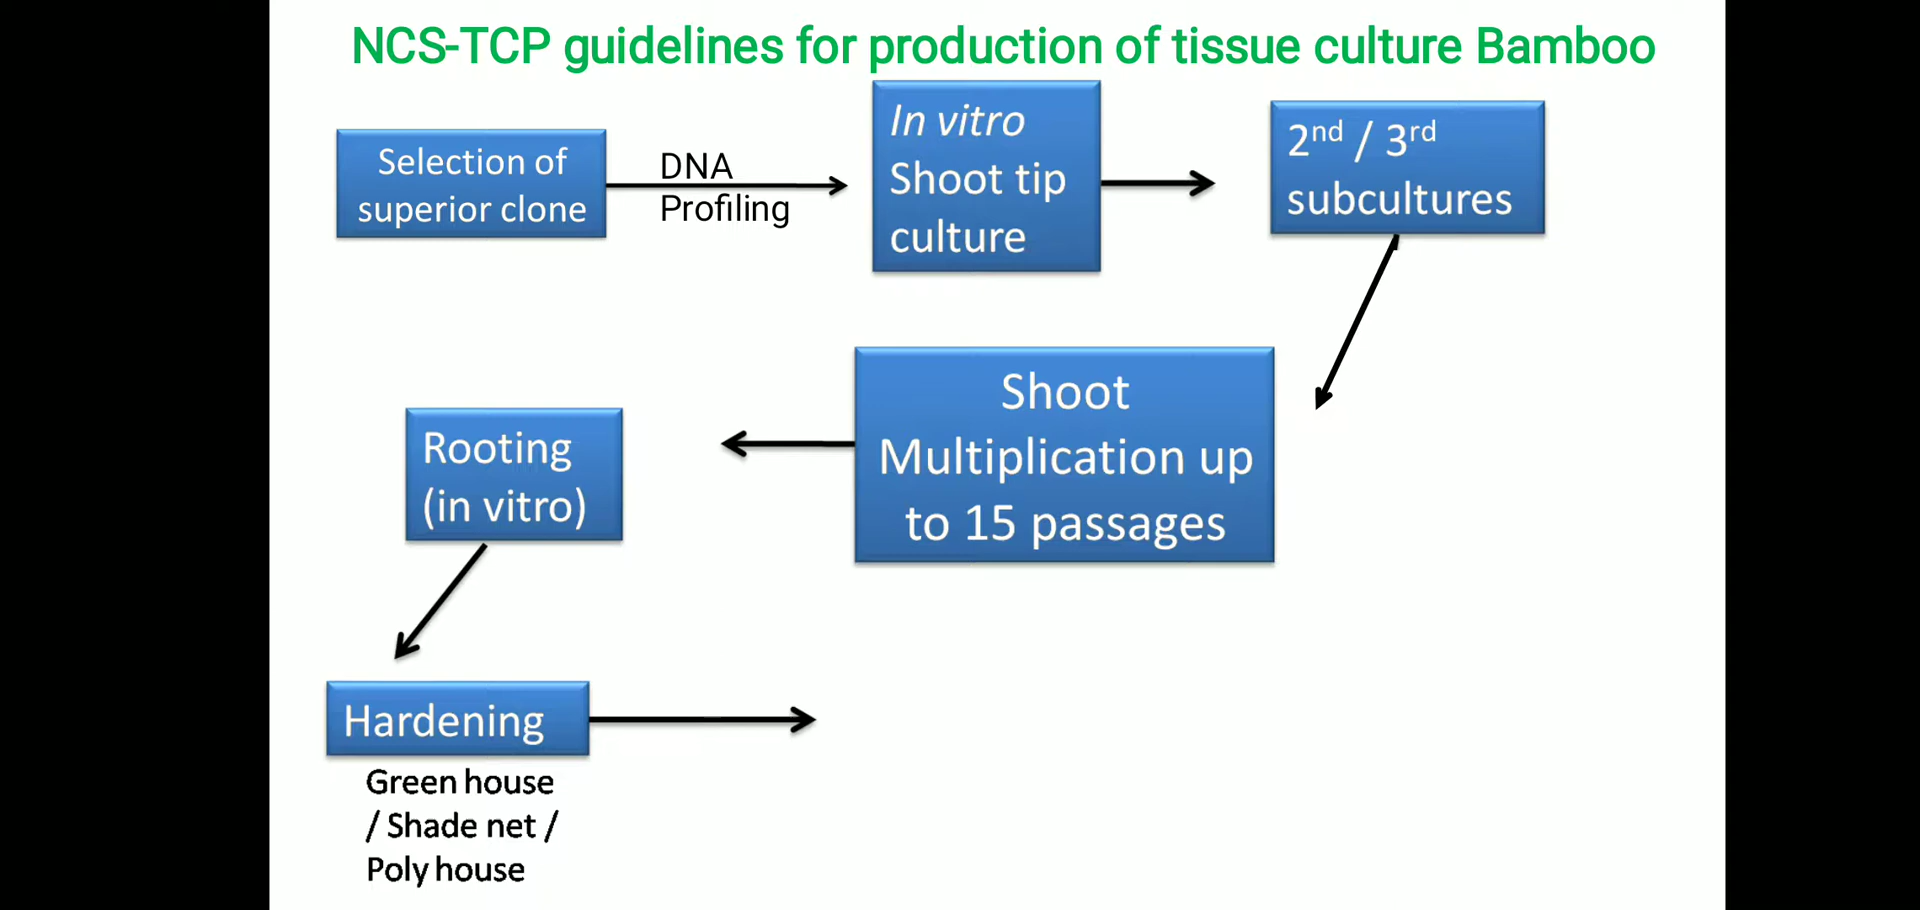 NCS-TCP guidelines for production of tissue culture Bamboo
Selection of
superior clone
DNA
Profiling
In vitro
Shoot tip
culture
2nd / 3rd
subcultures
Shoot
Multiplication up
to 15 passages
Rooting
(in vitro)
Hardening
Green house
/ Shade net /
Poly house